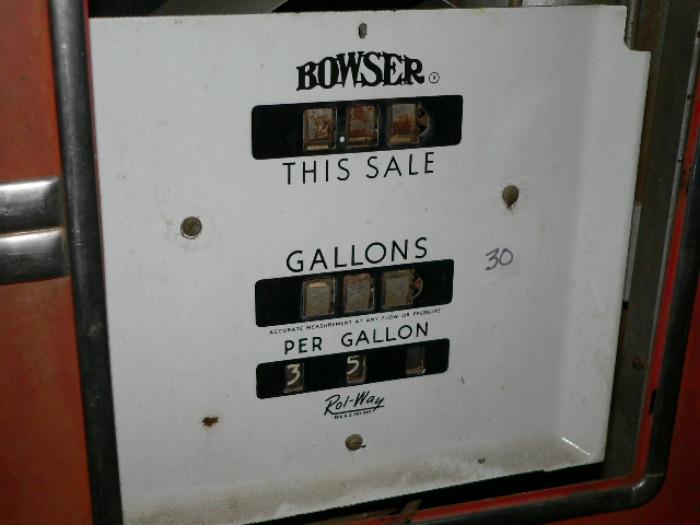 BOWSER ®
THIS SALE
GALLONS
30
ACCURATE MEASUREMENT AT ANY FLOW OR PRESSURE
PER GALLON
3 5
Rol-Way